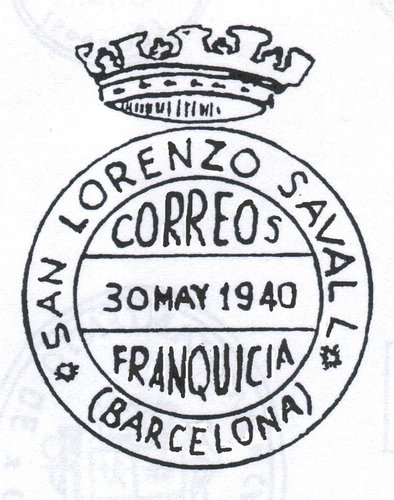 SAN LORENZO SAVALL
CORREOS
30 MAY 1940
FRANQUICIA
(BARCELONA)